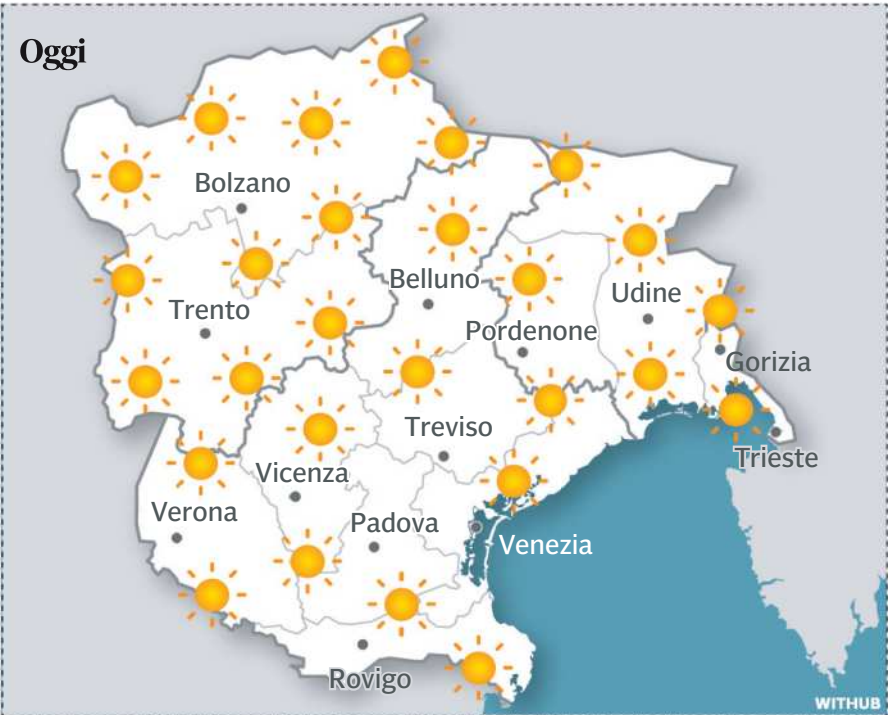 Oggi
Bolzano
Belluno
Udine
Trento
Pordenone
Gorizia
Treviso
Trieste
Vicenza
Verona
Padova
Venezia
Rovigo
WITHUB